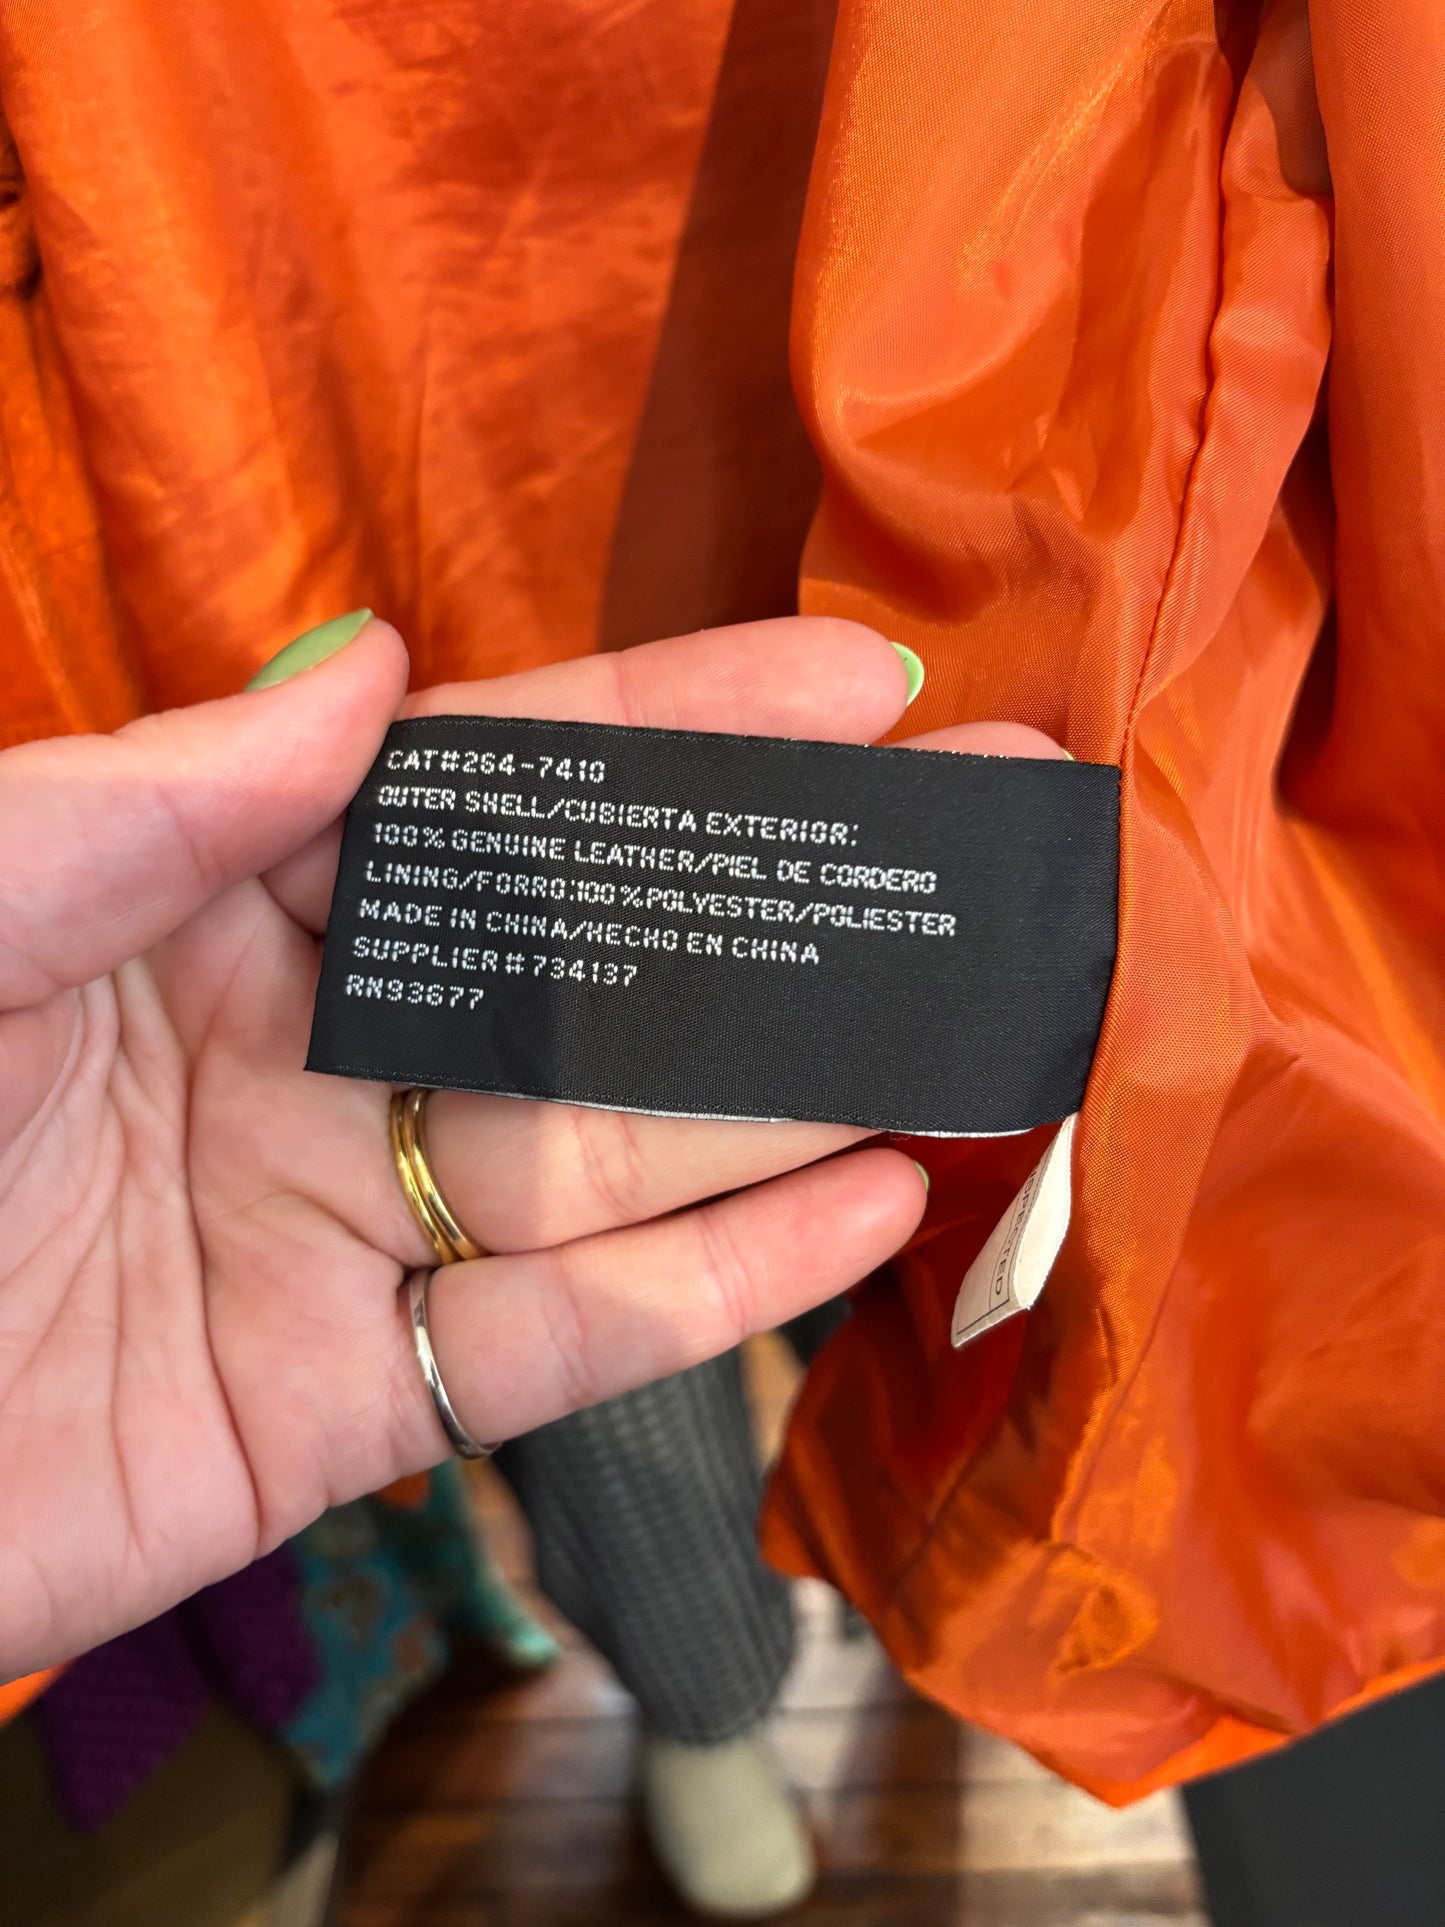 CAT#264-7410
OUTER SHELL/CUBIERTA EXTERIOR:
100% GENUINE LEATHER/PIEL DE CORDERO
LINING/FORRO:100%POLYESTER/POLIESTER
MADE IN CHINA/HECHO EN CHINA
SUPPLIER#734137
RN93677